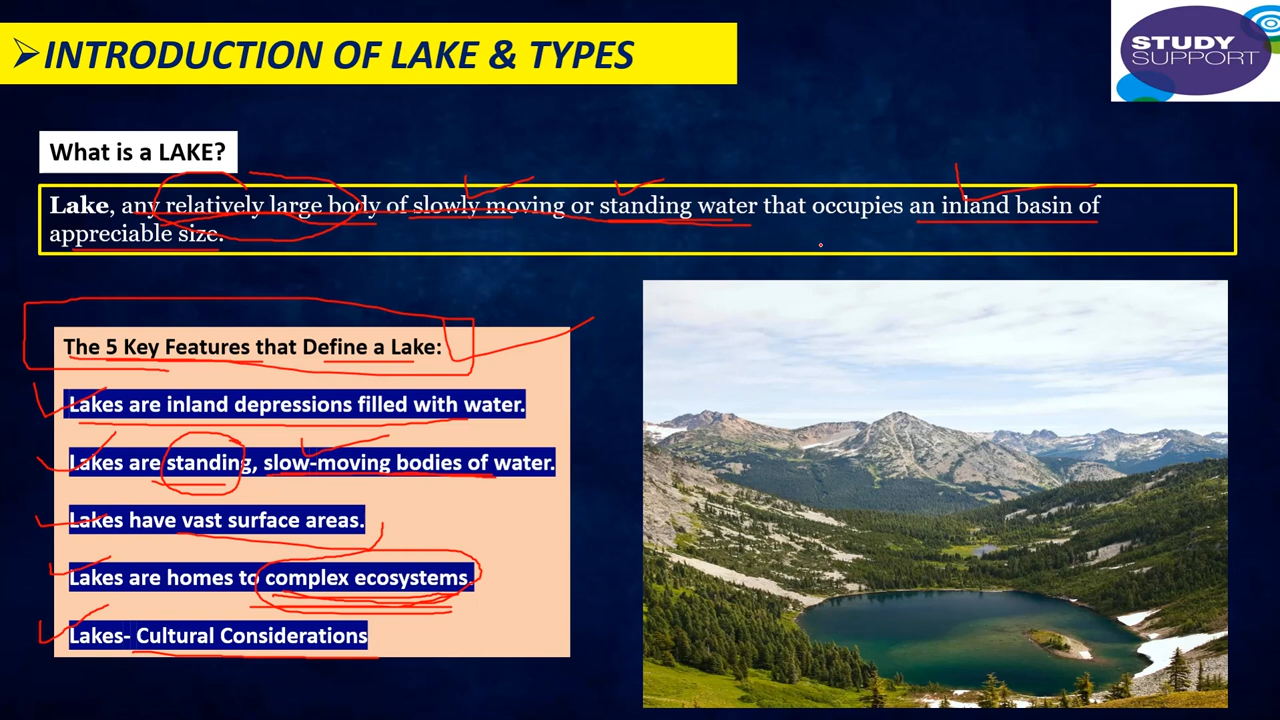 ➢INTRODUCTION OF LAKE & TYPES
STUDY
SUPPORT
What is a LAKE?
Lake, any relatively large body of slowly moving or standing water that occupies an inland basin of
appreciable size.
The 5 Key Features that Define a Lake:
Lakes are inland depressions filled with water.
Lakes are standing, slow-moving bodies of water.
Lakes have vast surface areas.
Lakes are homes to complex ecosystems.
Lakes- Cultural Considerations